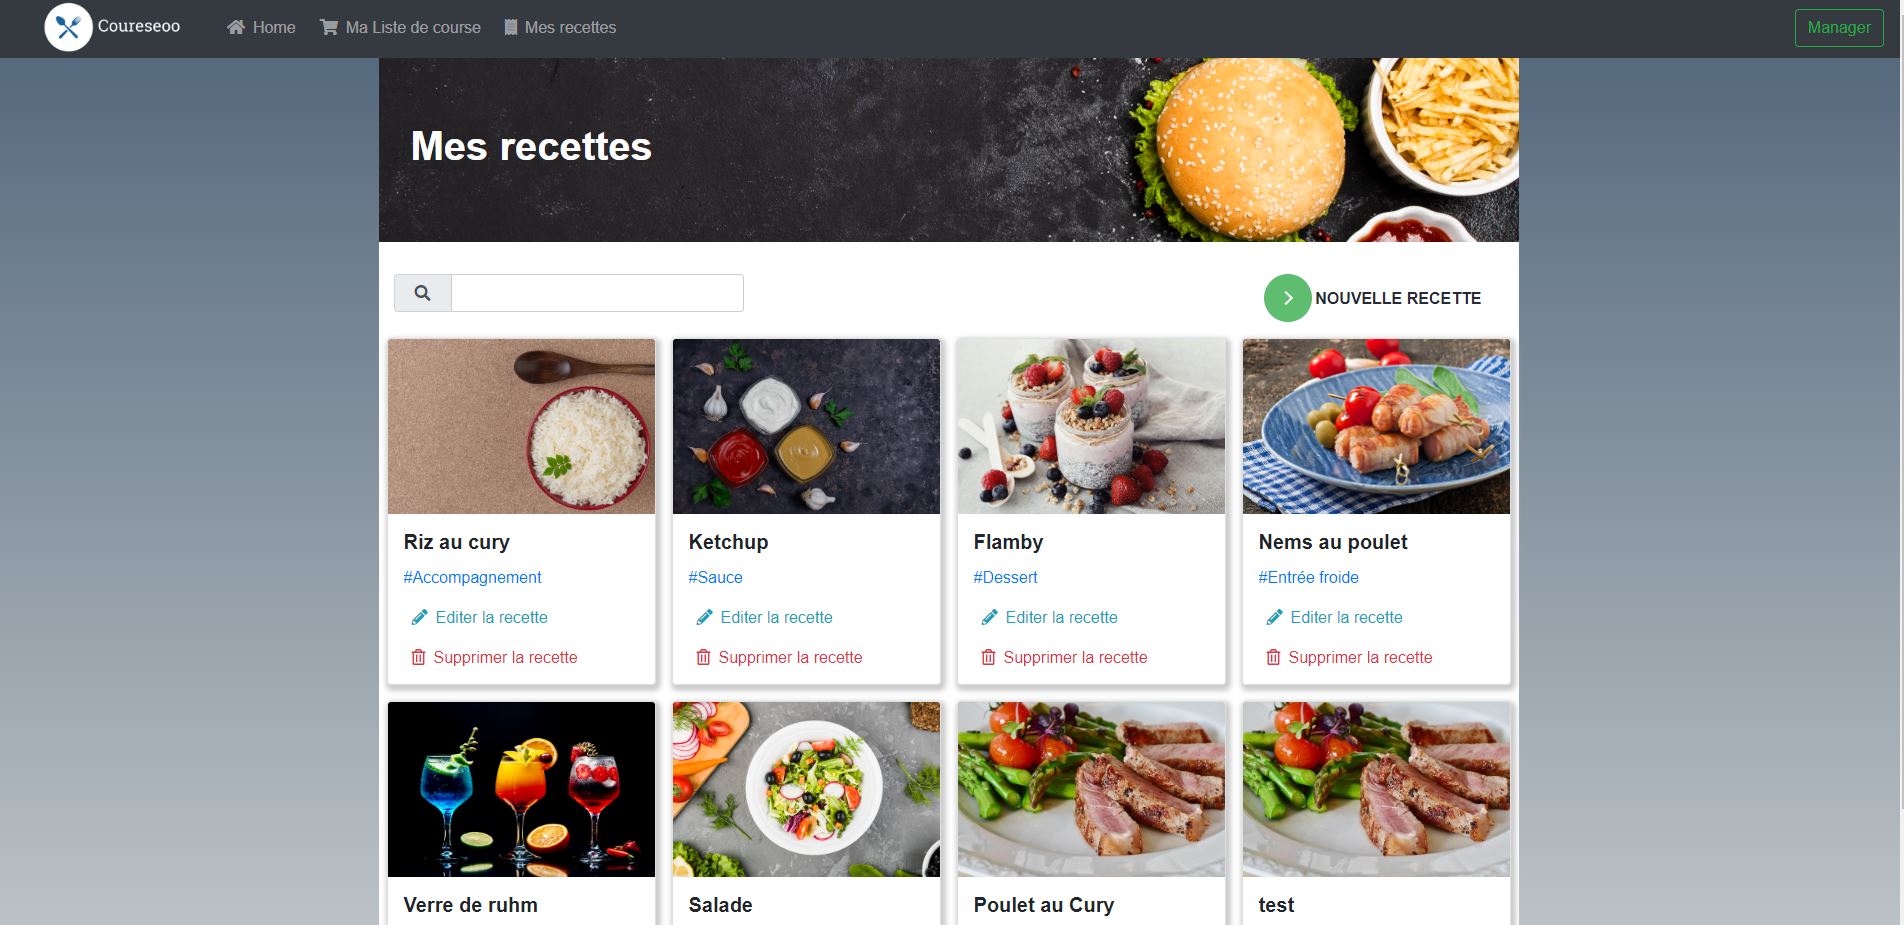 Coureseoo
Home
Ma Liste de course
Mes recettes
Manager
Mes recettes
NOUVELLE RECETTE
Riz au cury
#Accompagnement
Editer la recette
Supprimer la recette
Ketchup
#Sauce
Editer la recette
Supprimer la recette
Flamby
#Dessert
Editer la recette
Supprimer la recette
Nems au poulet
#Entrée froide
Editer la recette
Supprimer la recette
Verre de ruhm
Salade
Poulet au Cury
test